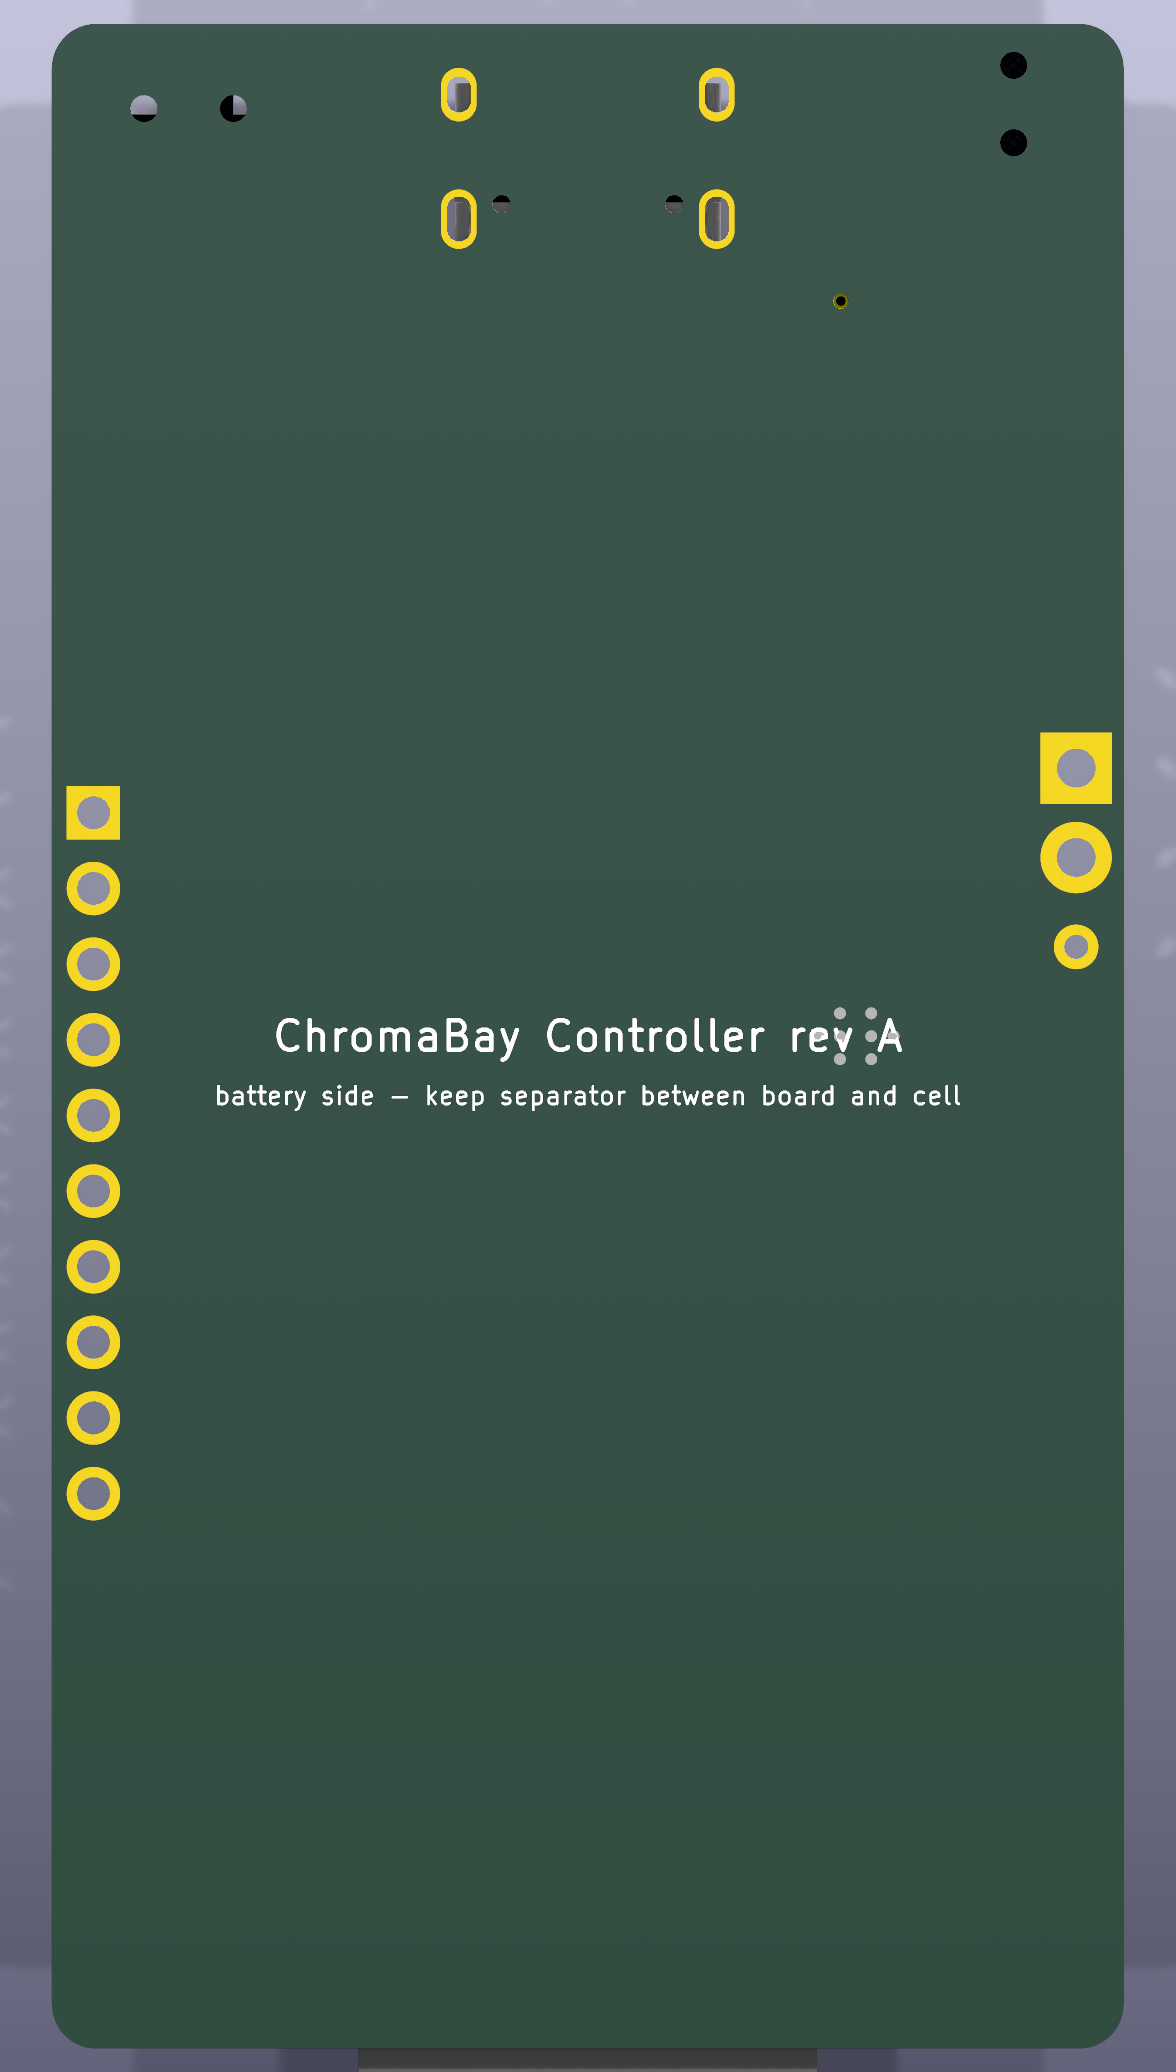 ChromaBay Controller rev A
battery side — keep separator between board and cell